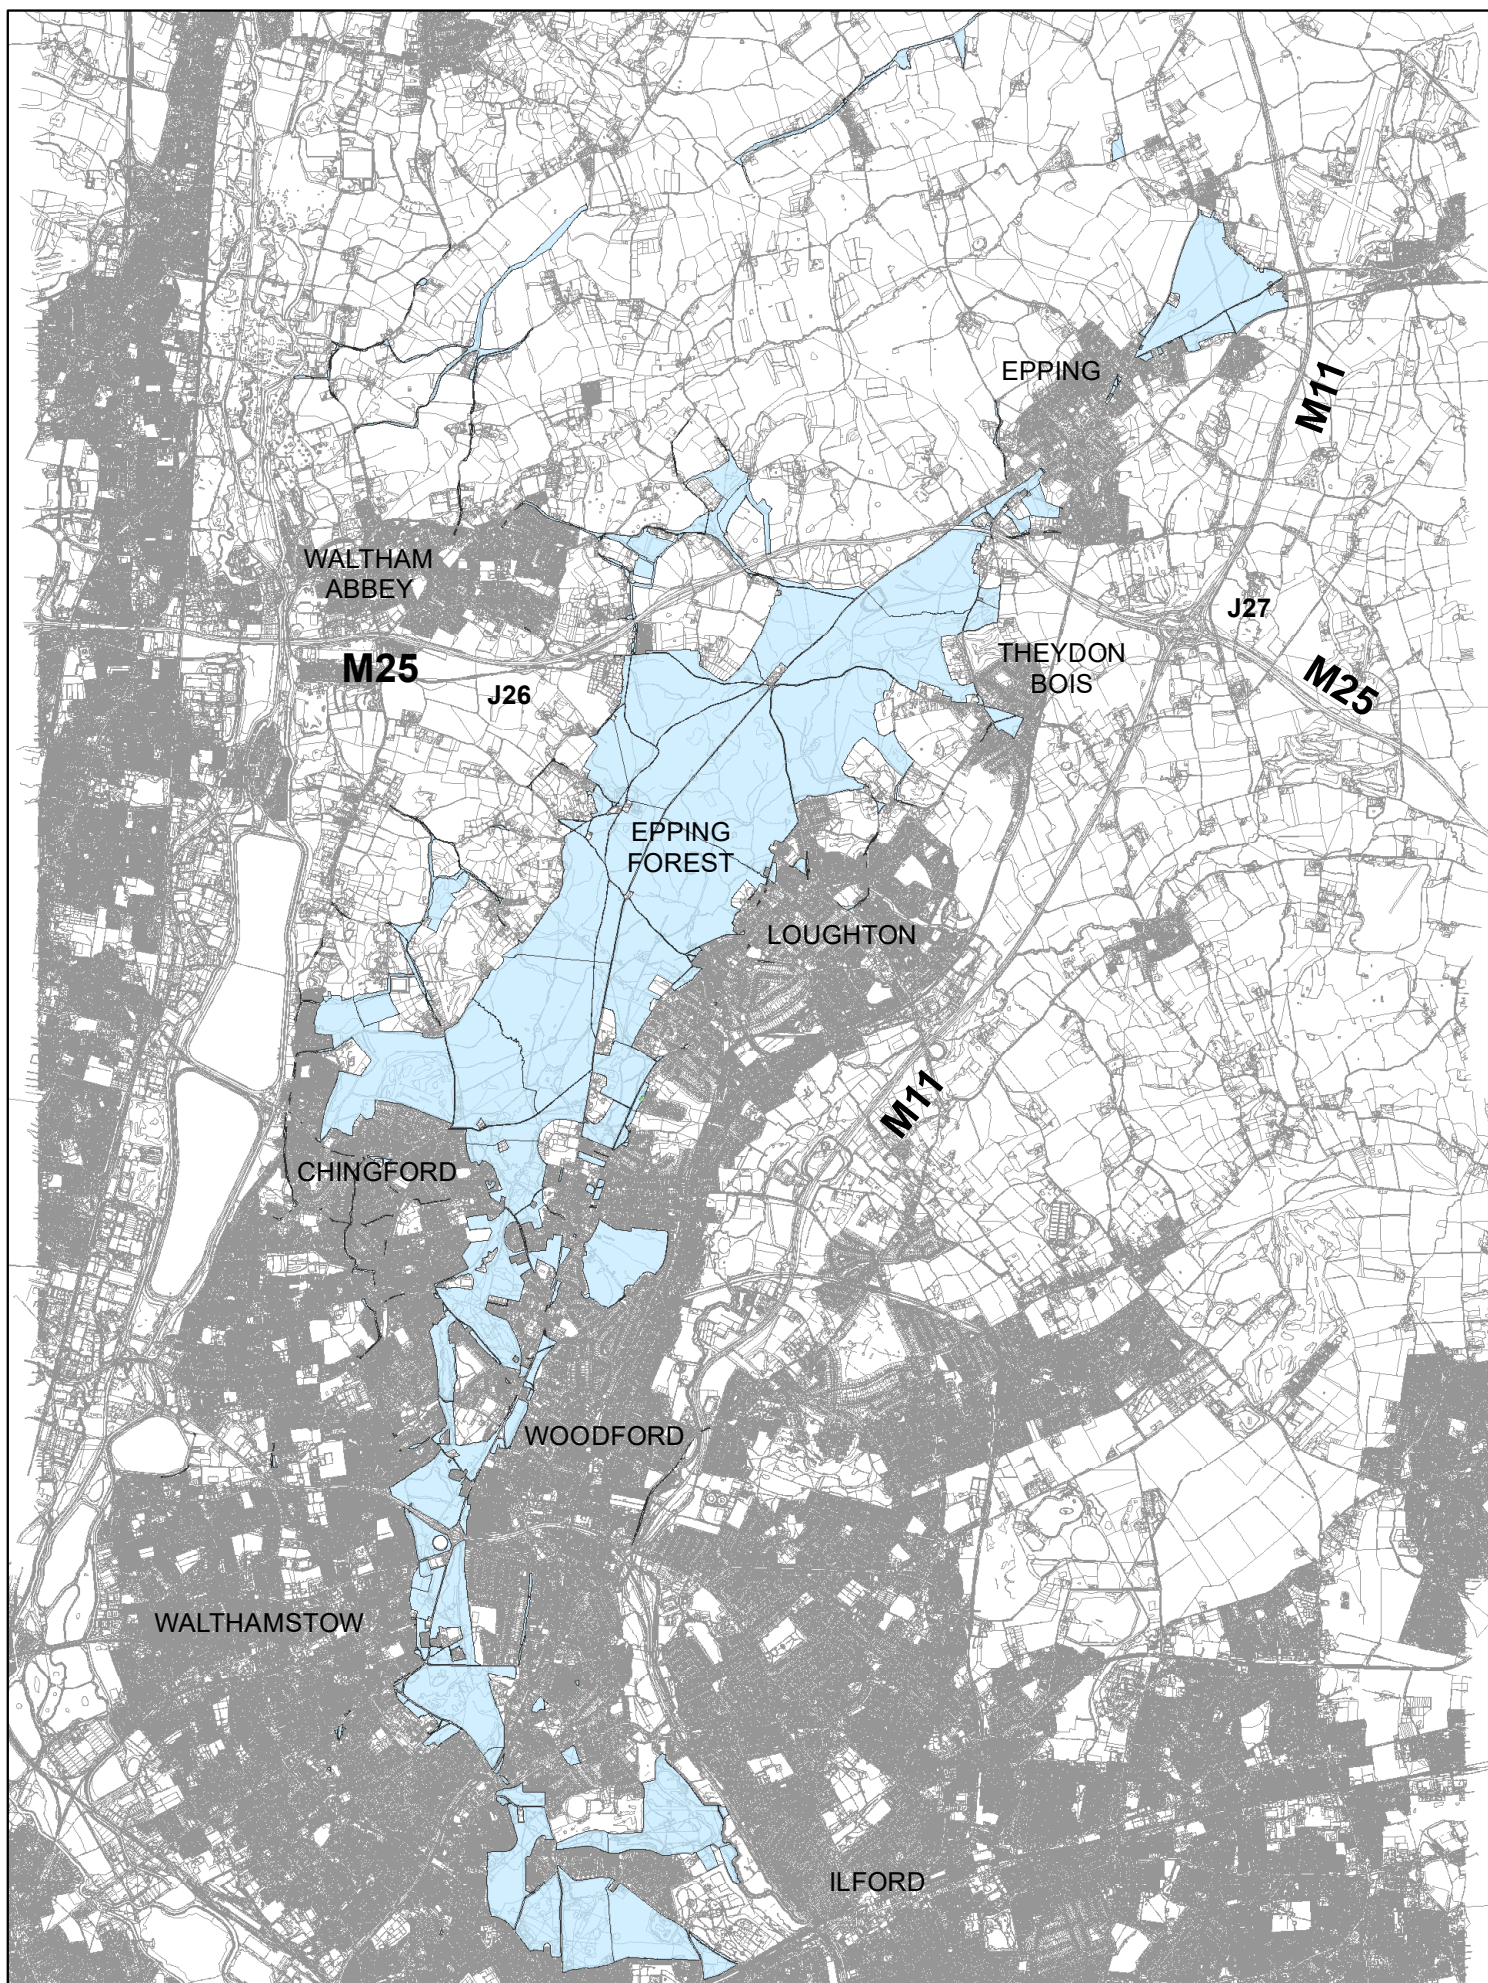 EPPING
M11
WALTHAM
ABBEY
J27
M25
THEYDON
BOIS
M25
J26
EPPING
FOREST
LOUGHTON
M11
CHINGFORD
WOODFORD
WALTHAMSTOW
ILFORD